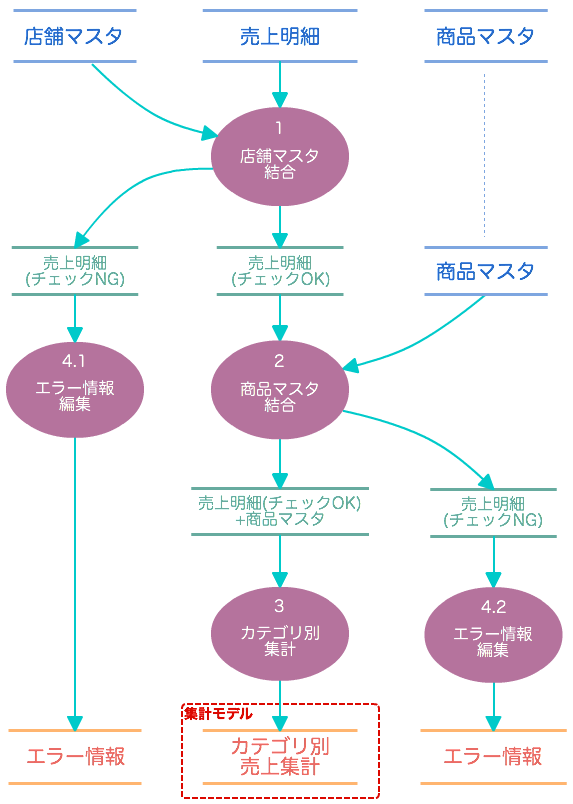 店舗マスタ
売上明細
商品マスタ
1
店舗マスタ
結合
売上明細
(チェックNG)
売上明細
(チェックOK)
商品マスタ
4.1
エラー情報
編集
2
商品マスタ
結合
売上明細(チェックOK)
+商品マスタ
売上明細
(チェックNG)
3
カテゴリ別
集計
4.2
エラー情報
編集
集計モデル
エラー情報
カテゴリ別
売上集計
エラー情報